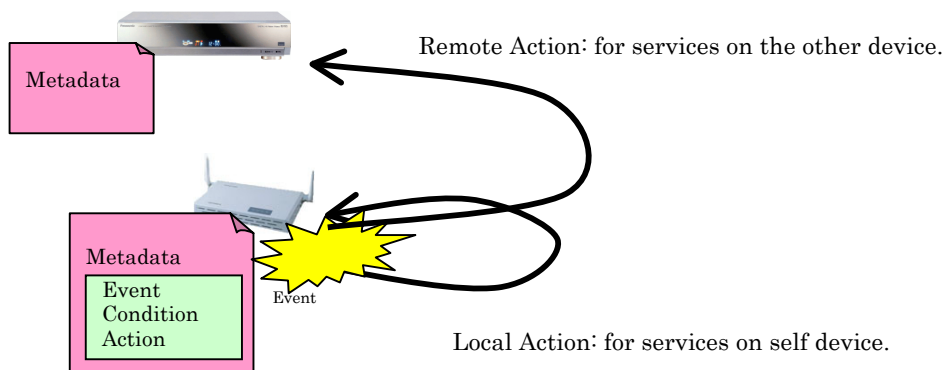 Remote Action: for services on the other device.
Metadata
Metadata
Event
Condition
Action
Event
Local Action: for services on self device.